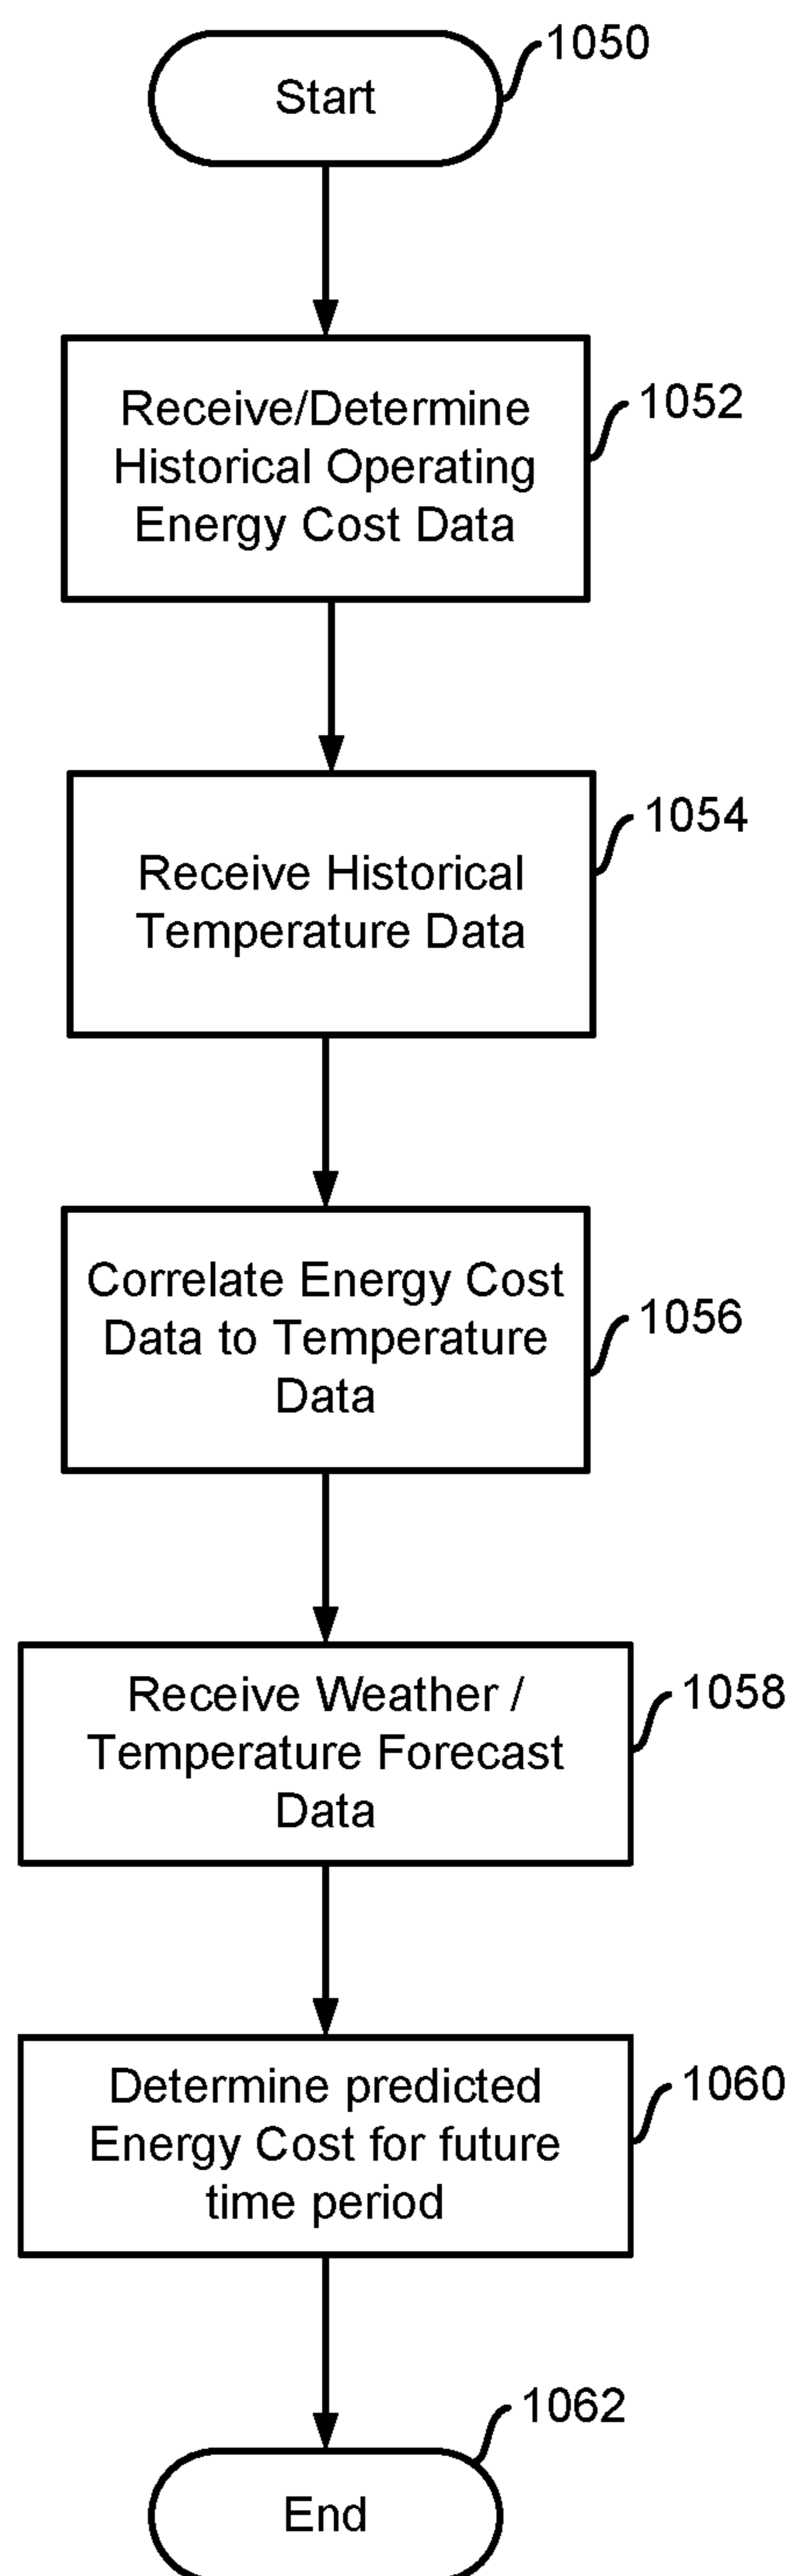 1050
Start
1052
Receive/Determine
Historical Operating
Energy Cost Data
1054
Receive Historical
Temperature Data
1056
Correlate Energy Cost
Data to Temperature
Data
1058
Receive Weather /
Temperature Forecast
Data
1060
Determine predicted
Energy Cost for future
time period
1062
End